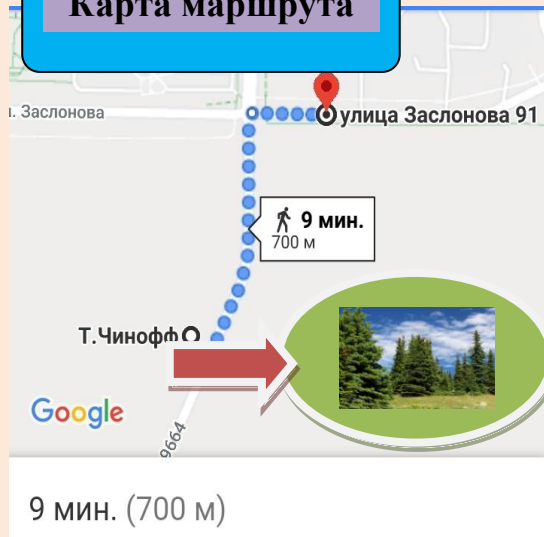 Карта маршрута
. Заслонова
улица Заслонова 91
9 мин.
700 м
Т.Чинофф
Google
9664
9 мин. (700 м)